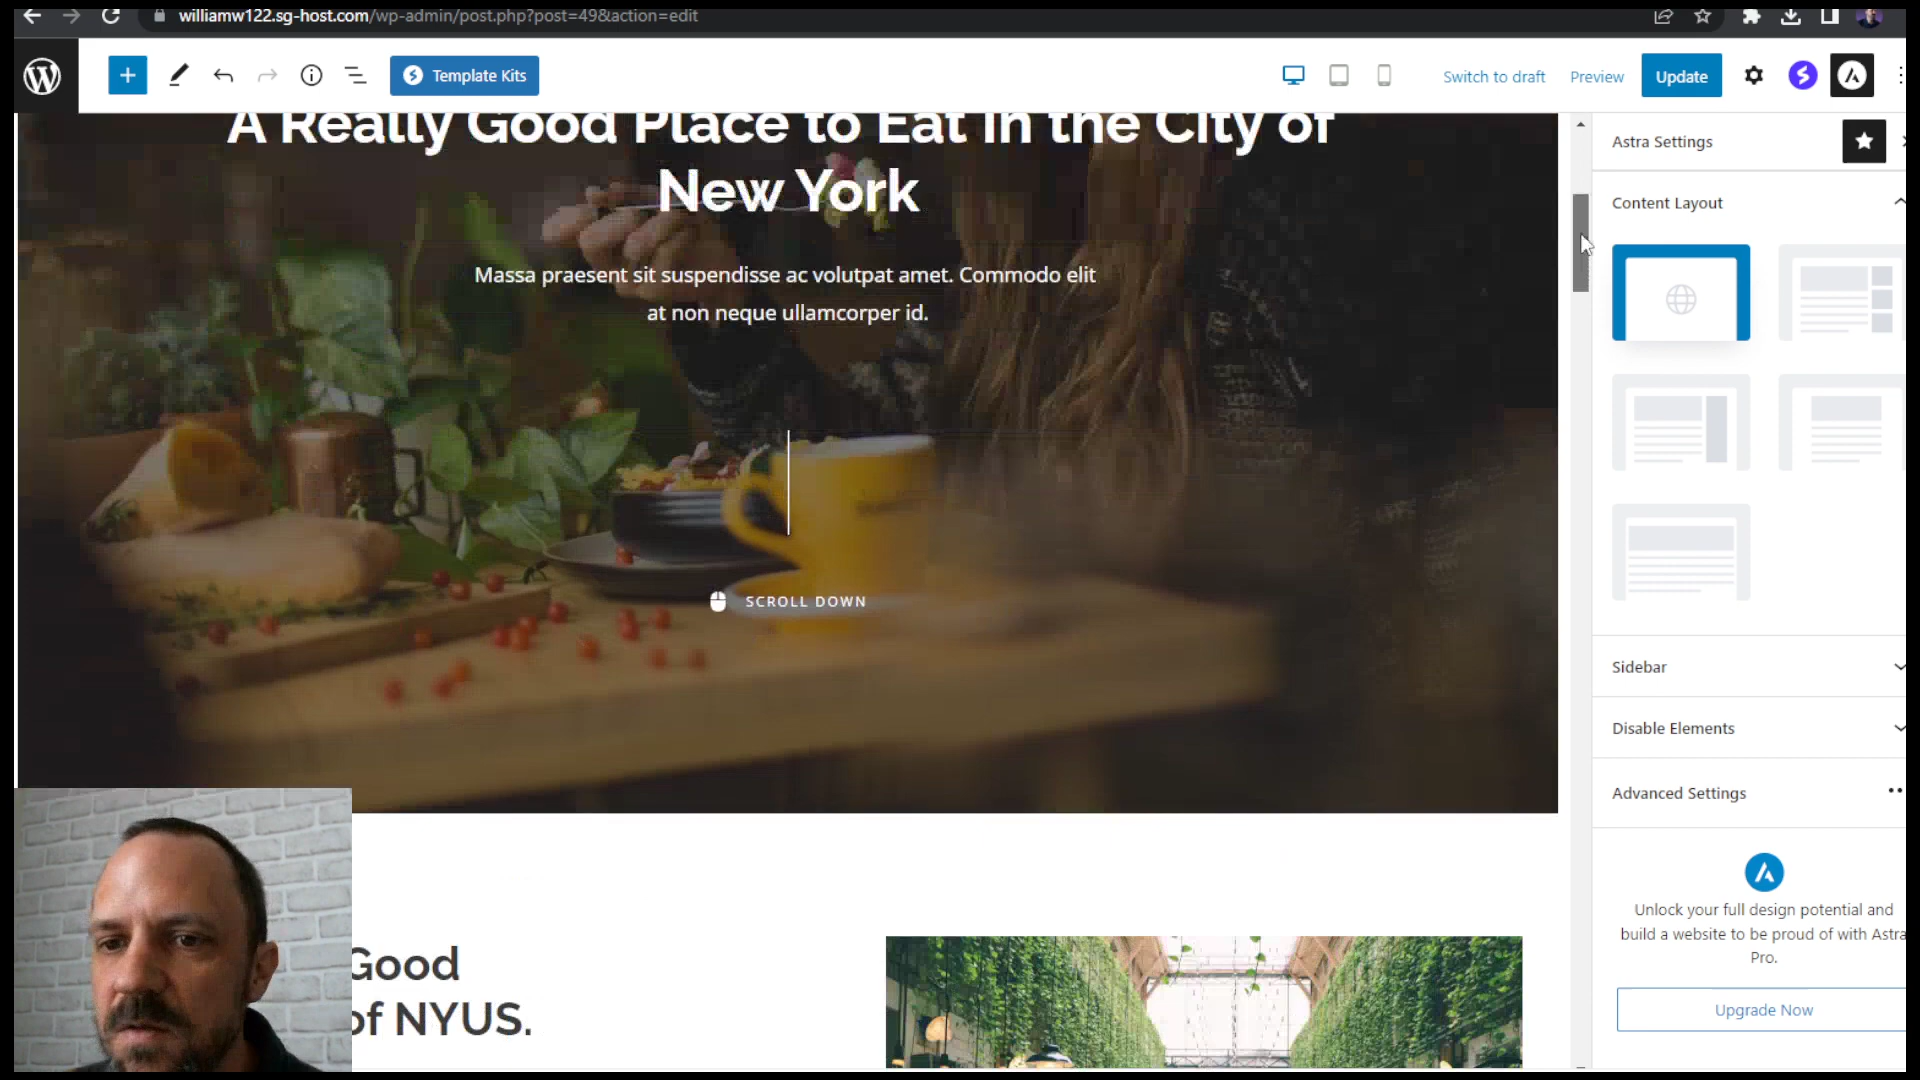 williamw122.sg-host.com/wp-admin/post.php?post=49&action=edit
Template Kits
Switch to draft
Preview
Update
A Really Good Place to Eat in the City of
New York
Massa praesent sit suspendisse ac volutpat amet. Commodo elit
at non neque ullamcorper id.
SCROLL DOWN
Good
of NYUS.
Astra Settings
Content Layout
Sidebar
Disable Elements
Advanced Settings
Unlock your full design potential and
build a website to be proud of with Astra
Pro.
Upgrade Now